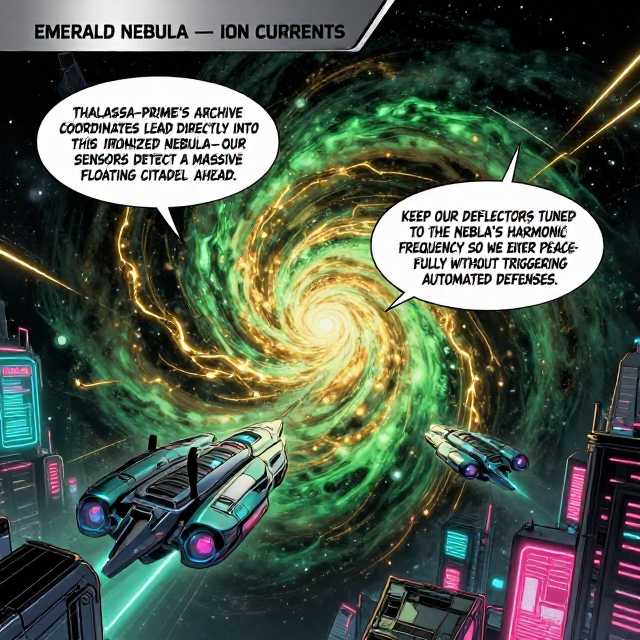 EMERALD NEBULA — ION CURRENTS
THALASSA-PRIME'S ARCHIVE
COORDINATES LEAD DIRECTLY INTO
THIS IRONIZED NEBULA—OUR
SENSORS DETECT A MASSIVE
FLOATING CITADEL AHEAD.
KEEP OUR DEFLECTORS TUNED
TO THE NEBLA'S HARMONIC
FREQUENCY SO WE EITER PEACE-
FULLY WITHOUT TRIGGERING
AUTOMATED DEFENSES.